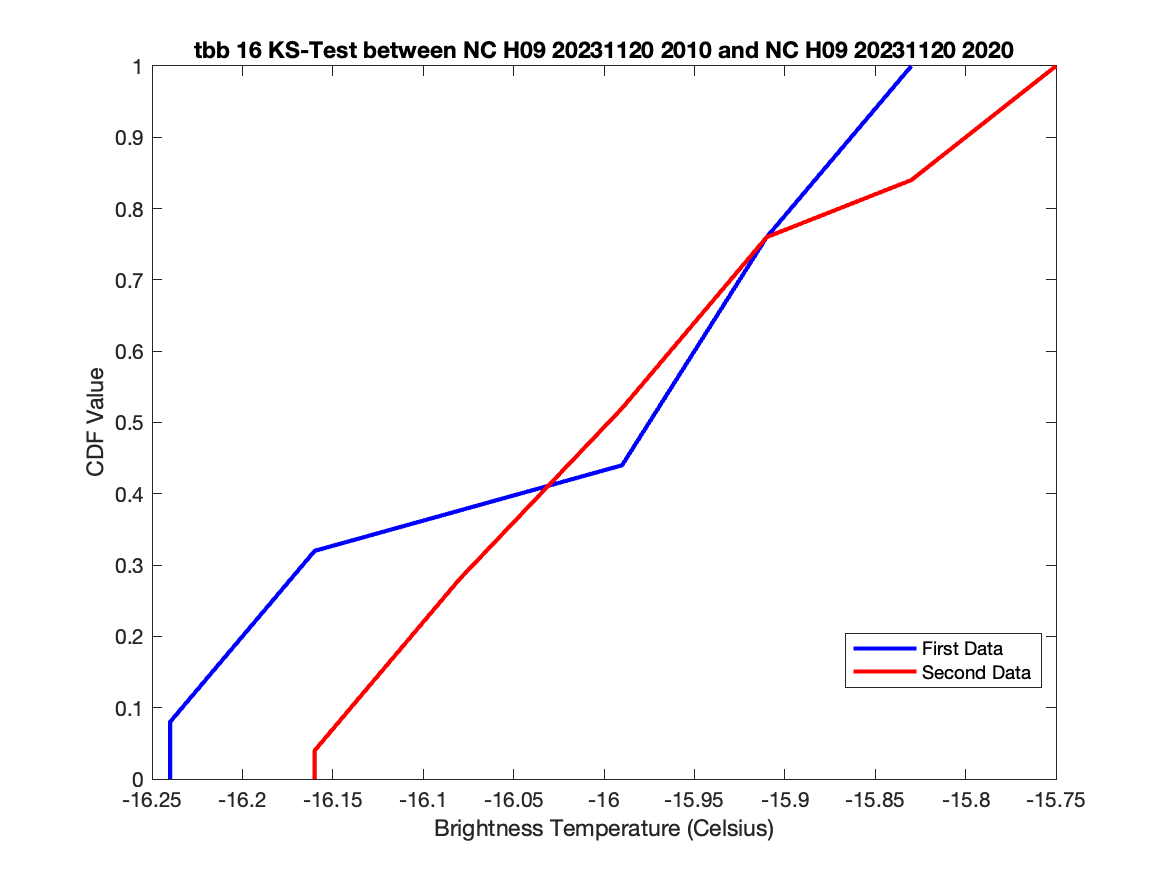 tbb 16 KS-Test between NC H09 20231120 2010 and NC H09 20231120 2020
1
0.9
0.8
0.7
0.6
0.5
0.4
0.3
0.2
0.1
0
CDF Value
First Data
Second Data
-16.25 -16.2 -16.15 -16.1 -16.05 -16 -15.95 -15.9 -15.85 -15.8 -15.75
Brightness Temperature (Celsius)